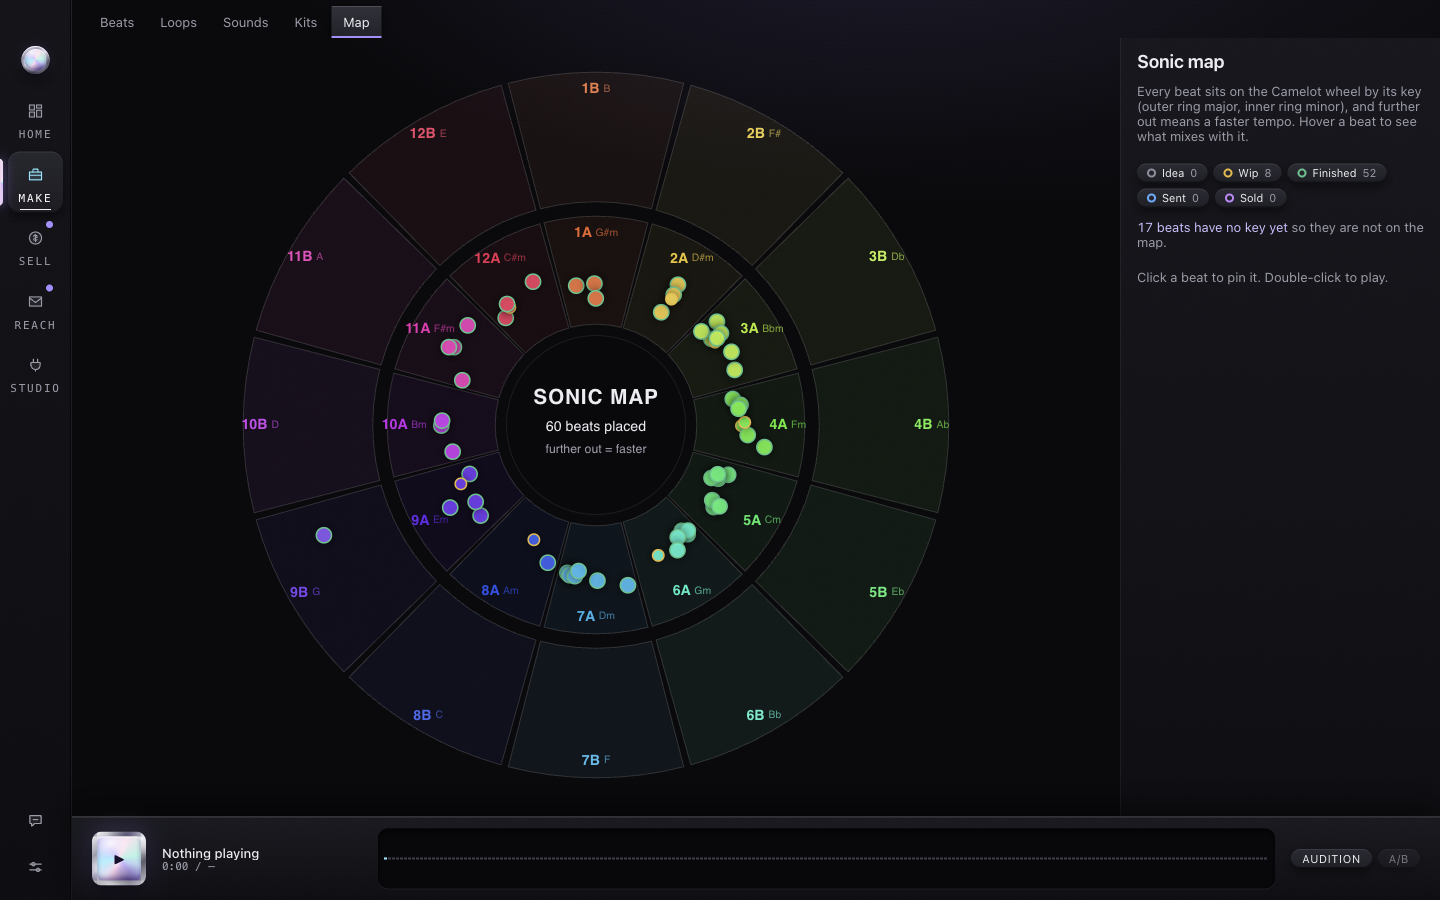 Beats Loops Sounds Kits Map
HOME
MAKE
SELL
REACH
STUDIO
1B B
2B F#
3B Db
4B Ab
5B Eb
6B Bb
7B F
8B C
9B G
10B D
11B A
12B E
1A G#m
2A D#m
3A Bbm
4A Fm
5A Cm
6A Gm
7A Dm
8A Am
9A Em
10A Bm
11A F#m
12A C#m
SONIC MAP
60 beats placed
further out = faster
Sonic map
Every beat sits on the Camelot wheel by its key
(outer ring major, inner ring minor), and further
out means a faster tempo. Hover a beat to see
what mixes with it.
Idea 0 Wip 8 Finished 52
Sent 0 Sold 0
17 beats have no key yet so they are not on the
map.
Click a beat to pin it. Double-click to play.
Nothing playing
0:00 / —
AUDITION A/B